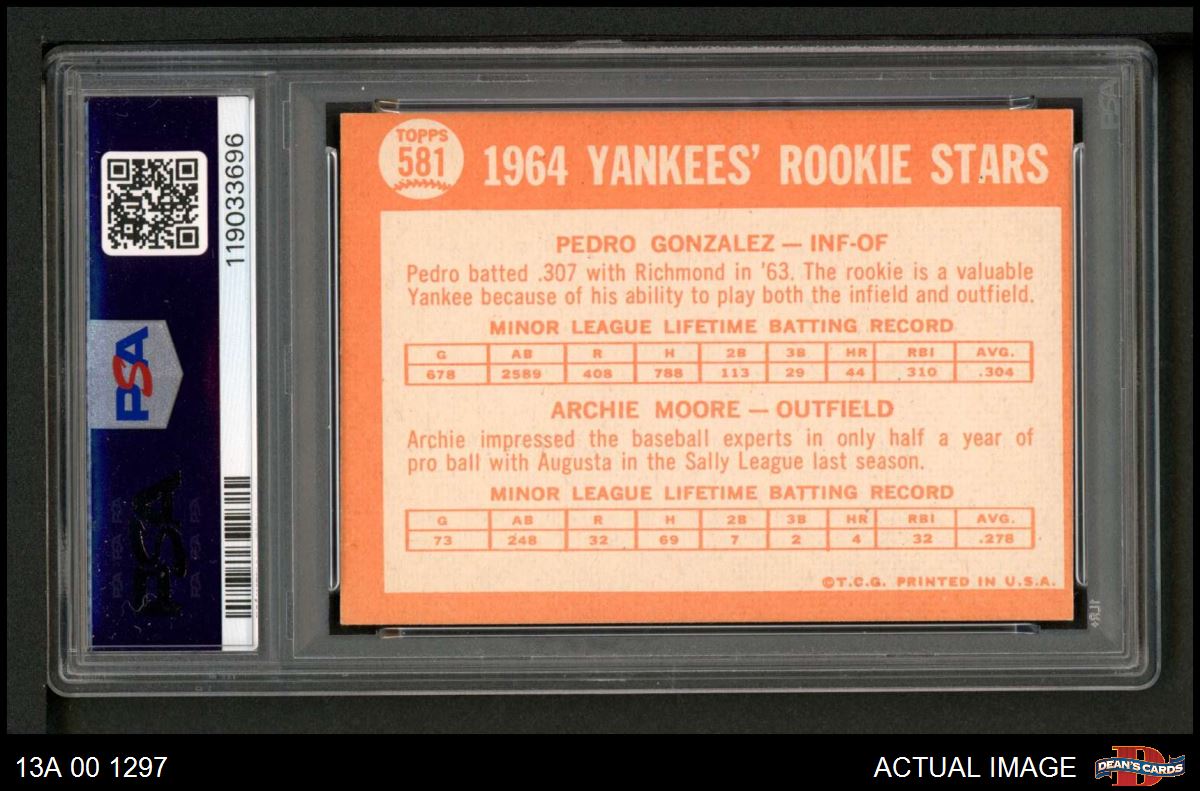 119033696
PSA
PSA
TOPPS
581
1964 YANKEES' ROOKIE STARS
PEDRO GONZALEZ — INF-OF
Pedro batted .307 with Richmond in '63. The rookie is a valuable
Yankee because of his ability to play both the infield and outfield.
MINOR LEAGUE LIFETIME BATTING RECORD
G AB R H 2B 3B HR RBI AVG.
678 2589 408 788 113 29 44 310 .304
ARCHIE MOORE — OUTFIELD
Archie impressed the baseball experts in only half a year of
pro ball with Augusta in the Sally League last season.
MINOR LEAGUE LIFETIME BATTING RECORD
G AB R H 2B 3B HR RBI AVG.
73 248 32 69 7 2 4 32 .278
©T.C.G. PRINTED IN U.S.A.
13A 00 1297
ACTUAL IMAGE
DEAN'S CARDS